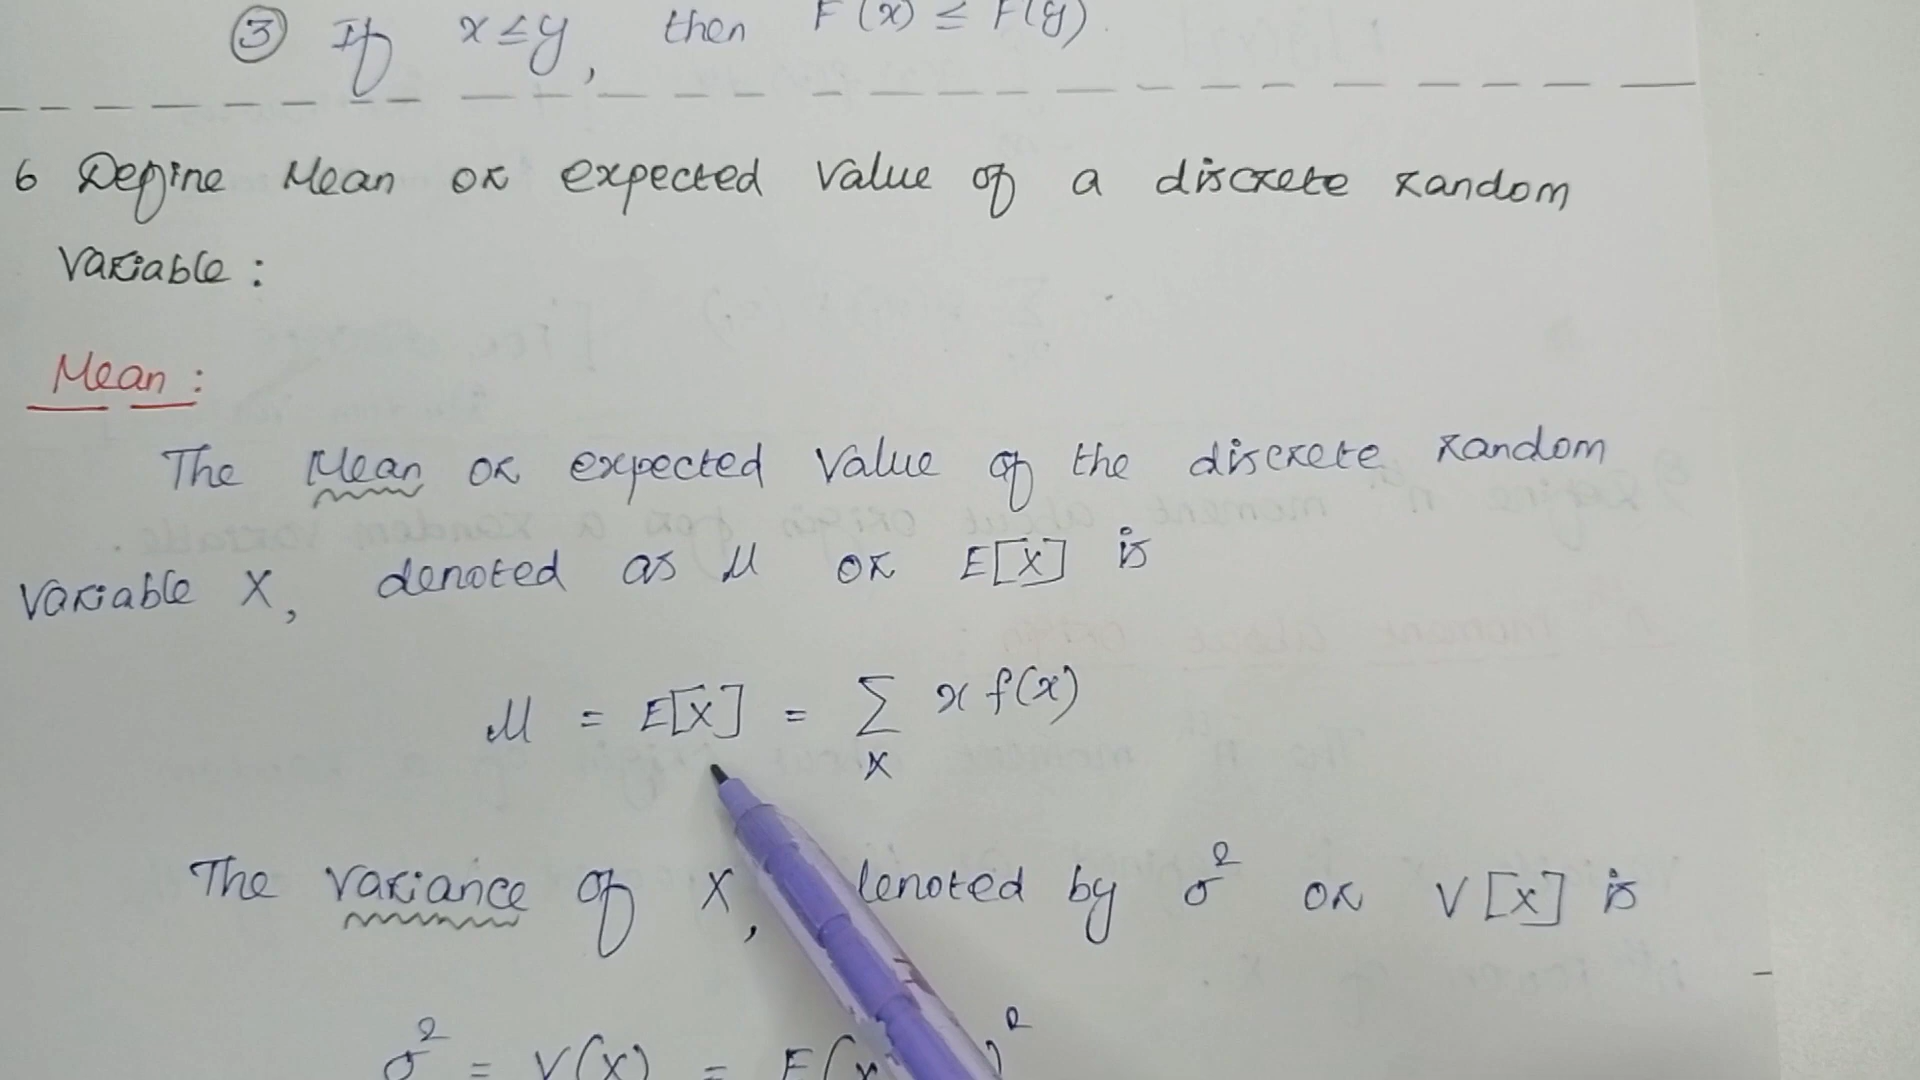 ③ If x ≤ y, then F(x) ≤ F(y).
6 Define Mean or expected value of a discrete random
variable :
Mean :
The Mean or expected value of the discrete random
variable X, denoted as μ or E[X] is
μ = E[X] = Σ x f(x)
x
The variance of X, denoted by σ² or V[X] is
σ² = V(X) = E(x )²